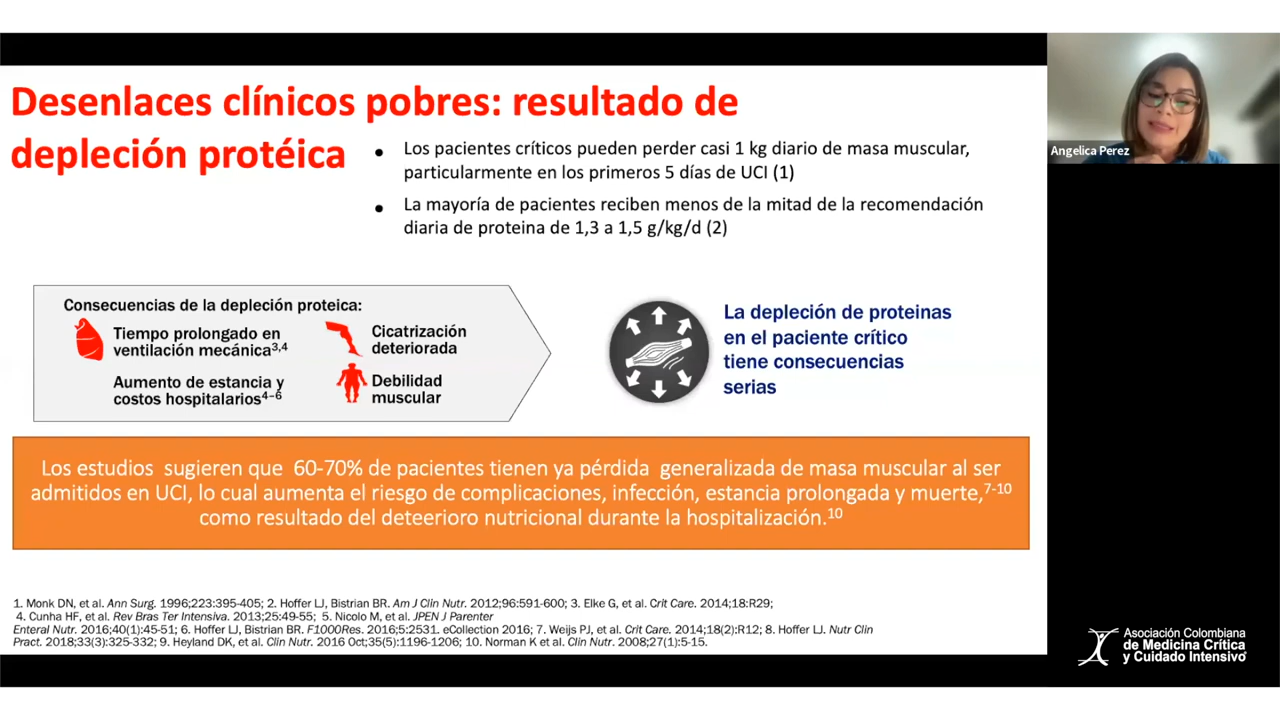 Desenlaces clínicos pobres: resultado de
depleción protéica
• Los pacientes críticos pueden perder casi 1 kg diario de masa muscular,
particularmente en los primeros 5 días de UCI (1)
• La mayoría de pacientes reciben menos de la mitad de la recomendación
diaria de proteina de 1,3 a 1,5 g/kg/d (2)
Angelica Perez
Consecuencias de la depleción proteica:
Tiempo prolongado en
ventilación mecánica3,4
Aumento de estancia y
costos hospitalarios4–6
Cicatrización
deteriorada
Debilidad
muscular
La depleción de proteinas
en el paciente crítico
tiene consecuencias
serias
Los estudios sugieren que 60-70% de pacientes tienen ya pérdida generalizada de masa muscular al ser
admitidos en UCI, lo cual aumenta el riesgo de complicaciones, infección, estancia prolongada y muerte,7-10
como resultado del deteerioro nutricional durante la hospitalización.10
1. Monk DN, et al. Ann Surg. 1996;223:395-405; 2. Hoffer LJ, Bistrian BR. Am J Clin Nutr. 2012;96:591-600; 3. Elke G, et al. Crit Care. 2014;18:R29;
4. Cunha HF, et al. Rev Bras Ter Intensiva. 2013;25:49-55; 5. Nicolo M, et al. JPEN J Parenter
Enteral Nutr. 2016;40(1):45-51; 6. Hoffer LJ, Bistrian BR. F1000Res. 2016;5:2531. eCollection 2016; 7. Weijs PJ, et al. Crit Care. 2014;18(2):R12; 8. Hoffer LJ. Nutr Clin
Pract. 2018;33(3):325-332; 9. Heyland DK, et al. Clin Nutr. 2016 Oct;35(5):1196-1206; 10. Norman K et al. Clin Nutr. 2008;27(1):5-15.
Asociación Colombiana
de Medicina Crítica
y Cuidado Intensivo